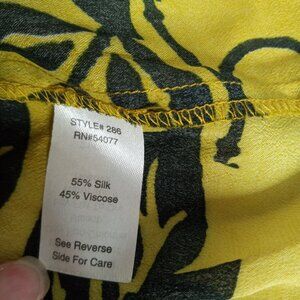 STYLE# 286
RN#54077
55% Silk
45% Viscose
See Reverse
Side For Care